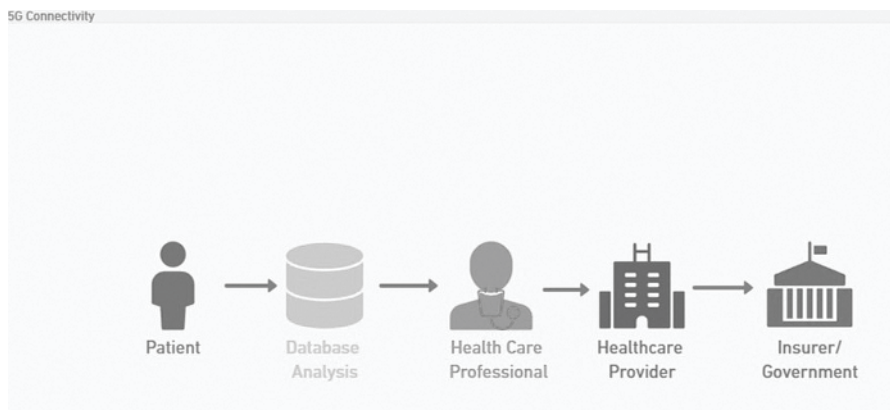 5G Connectivity
Patient
Database
Analysis
Health Care
Professional
Healthcare
Provider
Insurer/
Government